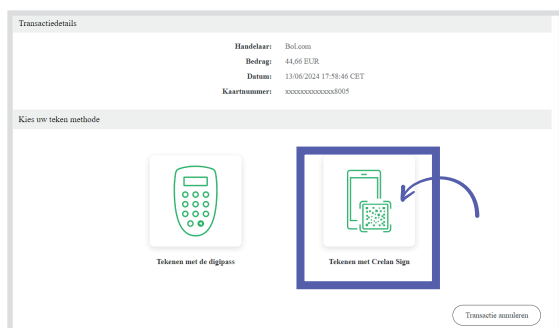 Transactiedetails
Handelaar: Bol.com
Bedrag: 44,66 EUR
Datum: 13/06/2024 17:58:46 CET
Kaartnummer: xxxxxxxxxxxxx8005
Kies uw teken methode
Tekenen met de digipass Tekenen met Crelan Sign
Transactie annuleren